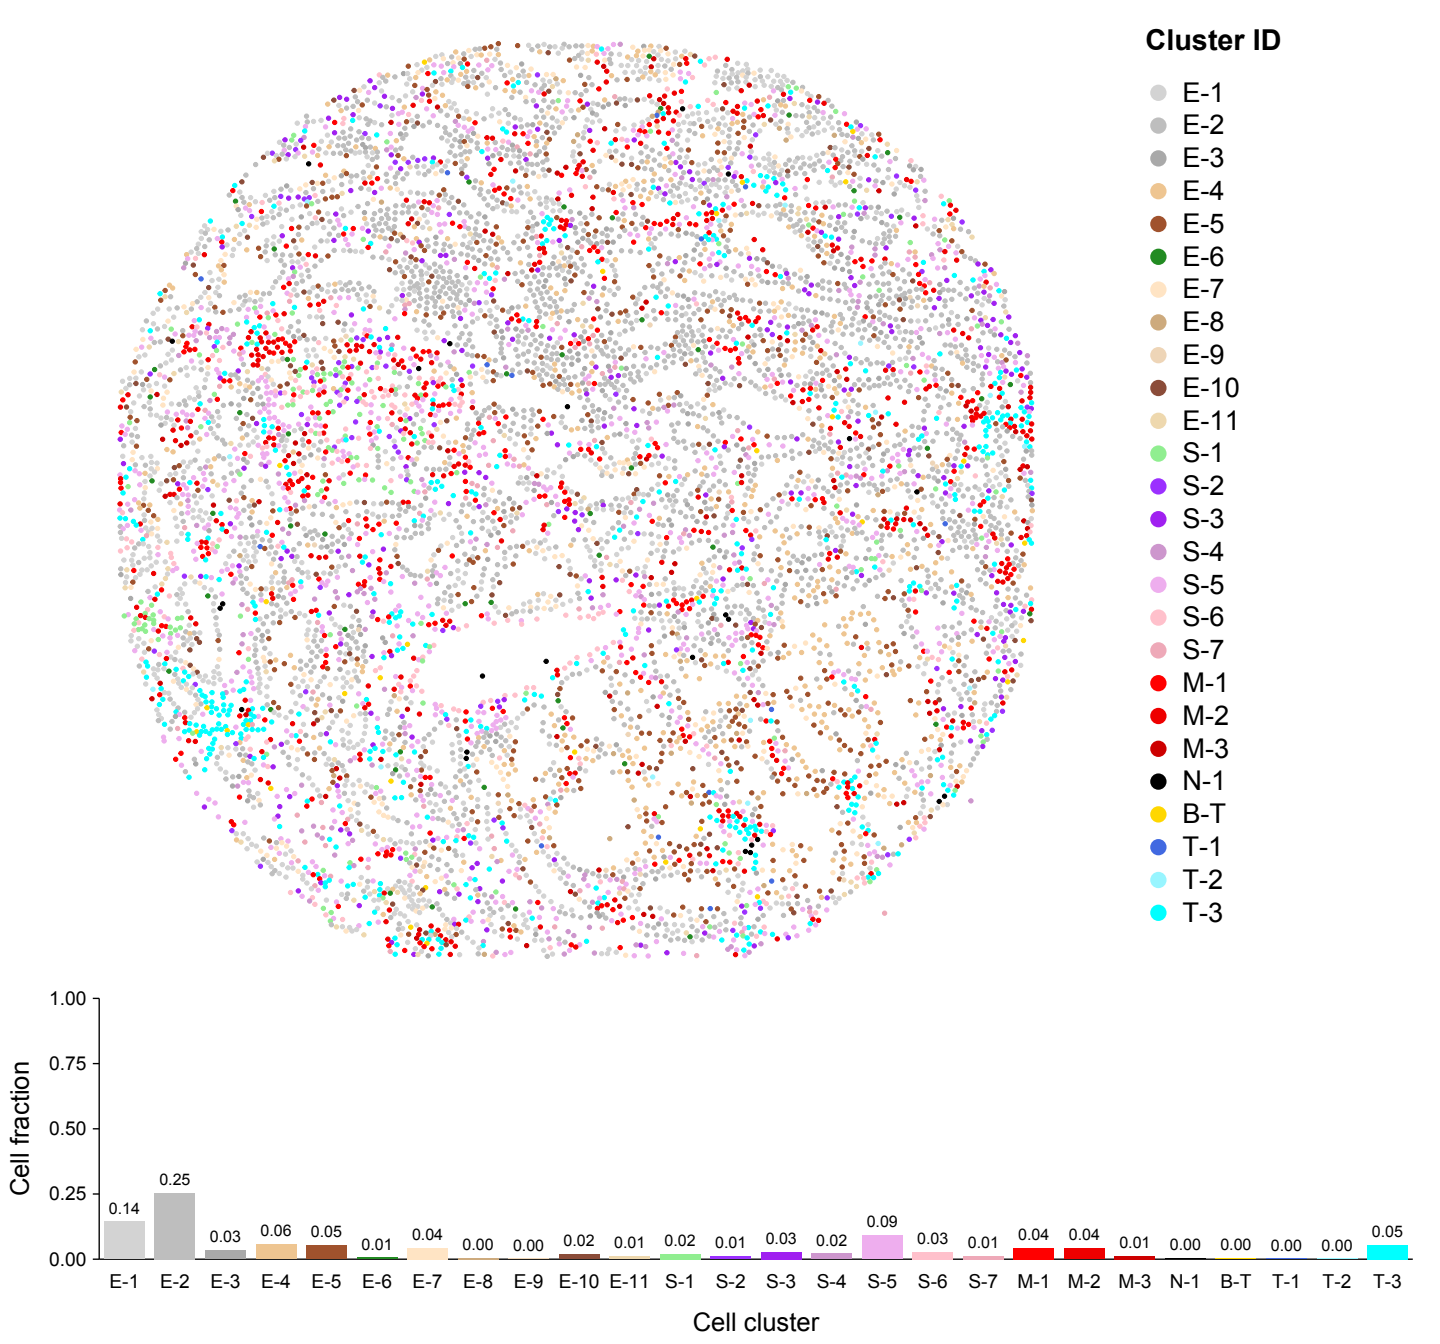 Cluster ID
E-1
E-2
E-3
E-4
E-5
E-6
E-7
E-8
E-9
E-10
E-11
S-1
S-2
S-3
S-4
S-5
S-6
S-7
M-1
M-2
M-3
N-1
B-T
T-1
T-2
T-3
1.00
0.75
0.50
0.25
0.00
Cell fraction
0.14 0.25 0.03 0.06 0.05 0.01 0.04 0.00 0.00 0.02 0.01 0.02 0.01 0.03 0.02 0.09 0.03 0.01 0.04 0.04 0.01 0.00 0.00 0.00 0.00 0.05
E-1 E-2 E-3 E-4 E-5 E-6 E-7 E-8 E-9 E-10 E-11 S-1 S-2 S-3 S-4 S-5 S-6 S-7 M-1 M-2 M-3 N-1 B-T T-1 T-2 T-3
Cell cluster